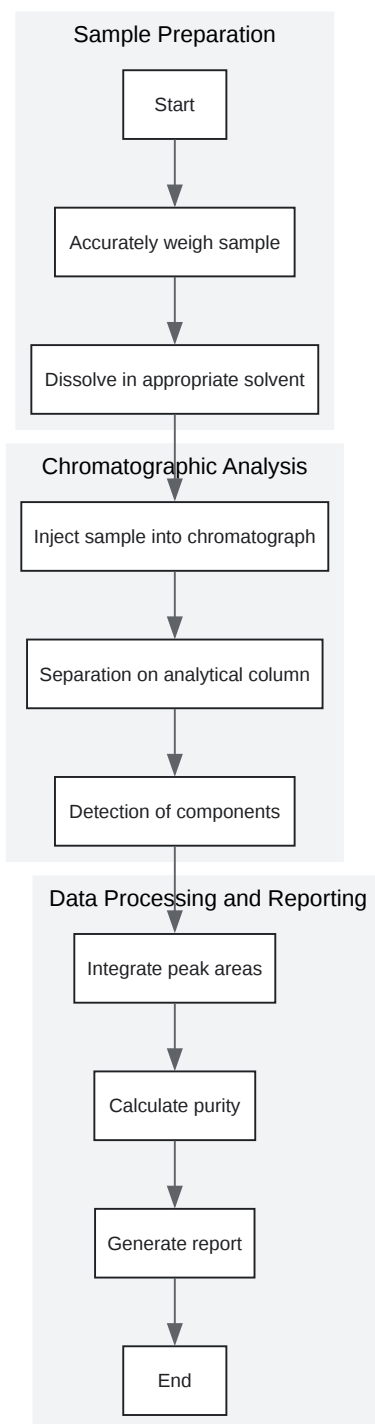 Sample Preparation
Start
Accurately weigh sample
Dissolve in appropriate solvent
Chromatographic Analysis
Inject sample into chromatograph
Separation on analytical column
Detection of components
Data Processing and Reporting
Integrate peak areas
Calculate purity
Generate report
End